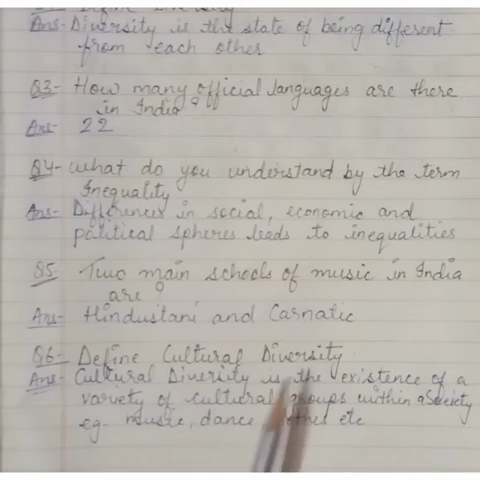 Define
Ans- Diversity is the state of being different
from each other
Q3- How many official languages are there
in India?
Ans- 22
Q4- What do you understand by the term
Inequality
Ans- Differences in social, economic and
political spheres leads to inequalities
Q5 Two main schools of music in India
are?
Ans- Hindustani and Carnatic
Q6- Define Cultural Diversity
Ans- Cultural Diversity is the existence of a
variety of cultural groups within a Society
eg- music, dance etc